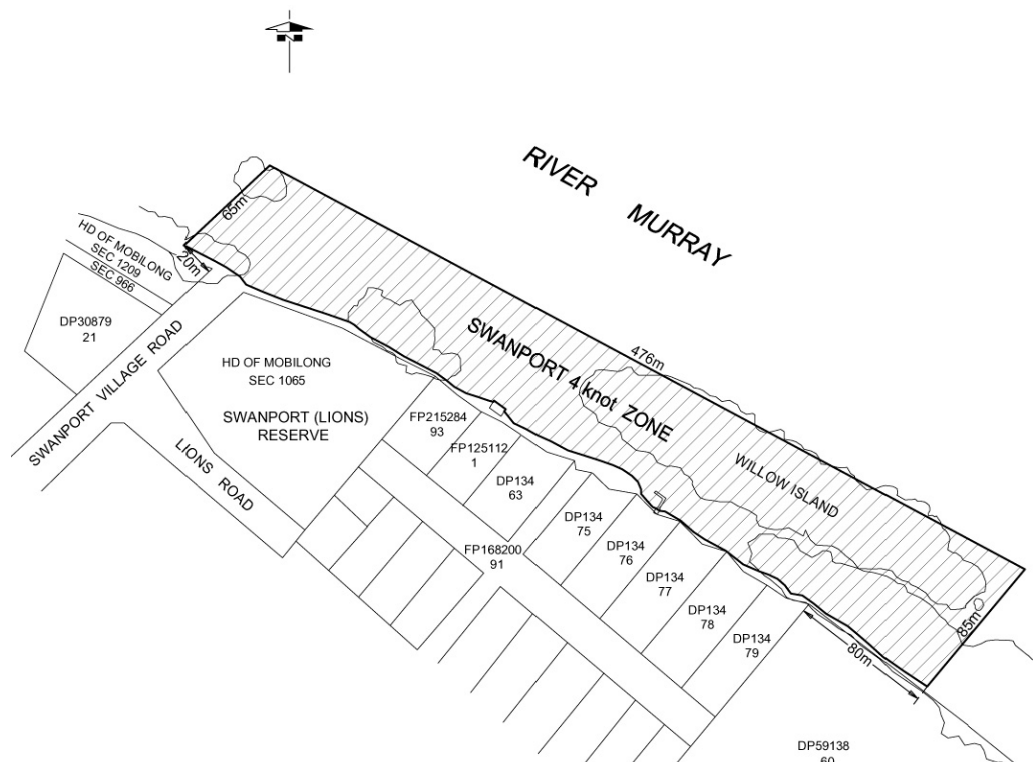 N
RIVER
MURRAY
65m
HD OF MOBILONG
SEC 1209
SEC 966
20m
DP30879
21
SWANPORT VILLAGE ROAD
HD OF MOBILONG
SEC 1065
SWANPORT (LIONS)
RESERVE
LIONS ROAD
SWANPORT 4 knot ZONE
476m
WILLOW ISLAND
FP215284
93
FP125112
1
DP134
63
FP168200
91
DP134
75
DP134
76
DP134
77
DP134
78
DP134
79
85m
80m
DP59138
60